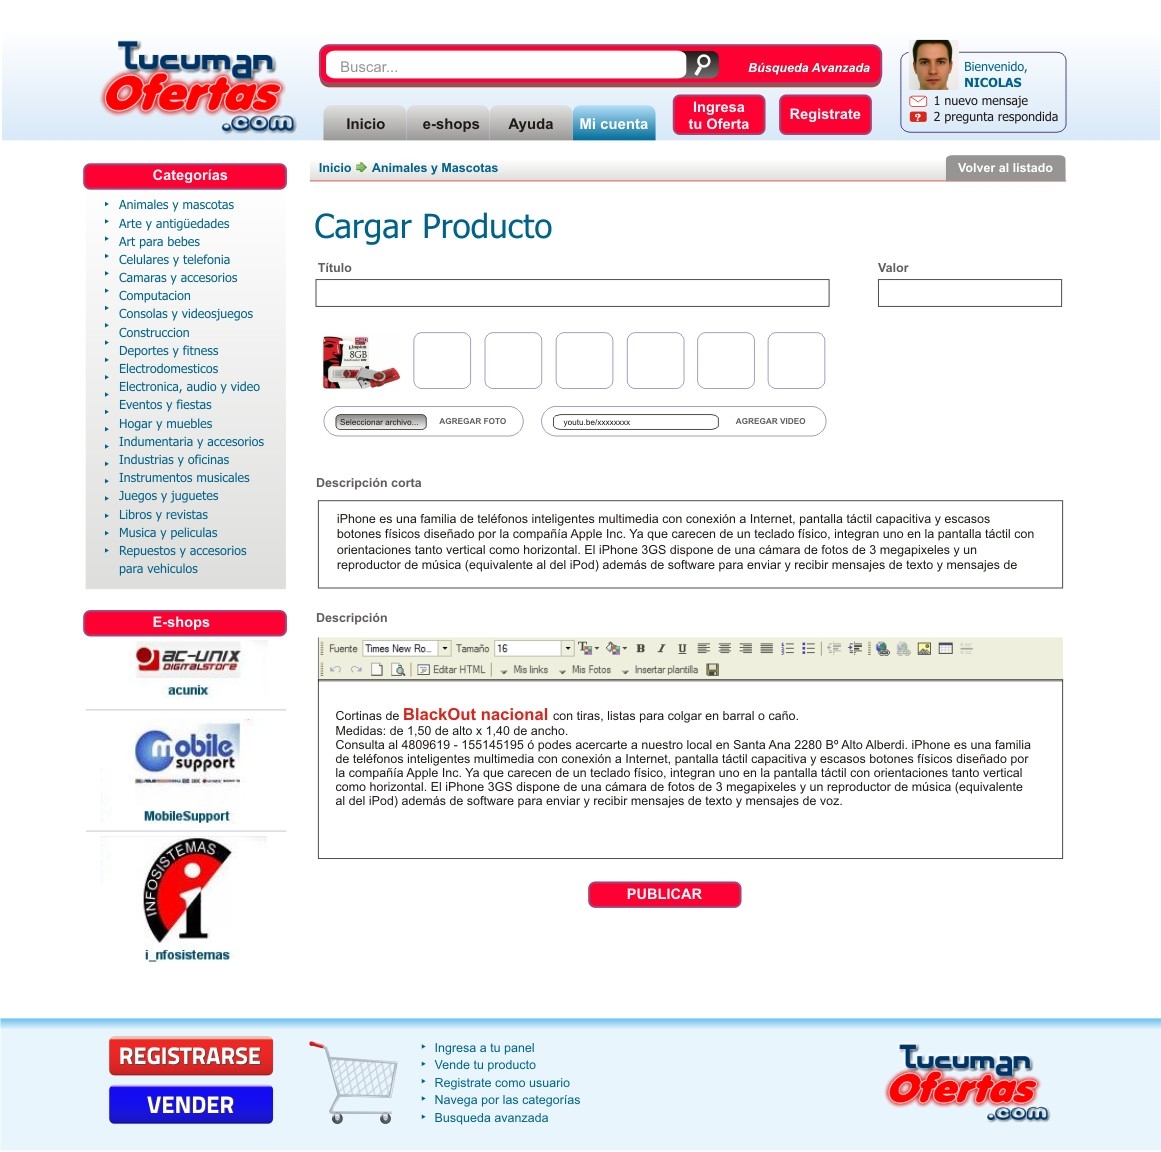 Tucuman
Ofertas
.com
Buscar...
Búsqueda Avanzada
Bienvenido,
NICOLAS
1 nuevo mensaje
2 pregunta respondida
Inicio
e-shops
Ayuda
Mi cuenta
Ingresa
tu Oferta
Registrate
Categorías
Animales y mascotas
Arte y antigüedades
Art para bebes
Celulares y telefonia
Camaras y accesorios
Computacion
Consolas y videosjuegos
Construccion
Deportes y fitness
Electrodomesticos
Electronica, audio y video
Eventos y fiestas
Hogar y muebles
Indumentaria y accesorios
Industrias y oficinas
Instrumentos musicales
Juegos y juguetes
Libros y revistas
Musica y peliculas
Repuestos y accesorios
para vehiculos
E-shops
ac-unix
DIGITALSTORE
acunix
mobile
support
MobileSupport
INFOSISTEMAS
i
i_nfosistemas
Inicio Animales y Mascotas
Volver al listado
Cargar Producto
Título
Valor
Kingston
8GB
Seleccionar archivo...
AGREGAR FOTO
youtu.be/xxxxxxxx
AGREGAR VIDEO
Descripción corta
iPhone es una familia de teléfonos inteligentes multimedia con conexión a Internet, pantalla táctil capacitiva y escasos
botones físicos diseñado por la compañía Apple Inc. Ya que carecen de un teclado físico, integran uno en la pantalla táctil con
orientaciones tanto vertical como horizontal. El iPhone 3GS dispone de una cámara de fotos de 3 megapixeles y un
reproductor de música (equivalente al del iPod) además de software para enviar y recibir mensajes de texto y mensajes de
Descripción
Fuente Times New Ro... Tamaño 16 T B I U
Editar HTML Mis links Mis Fotos Insertar plantilla
Cortinas de BlackOut nacional con tiras, listas para colgar en barral o caño.
Medidas: de 1,50 de alto x 1,40 de ancho.
Consulta al 4809619 - 155145195 ó podes acercarte a nuestro local en Santa Ana 2280 Bº Alto Alberdi. iPhone es una familia
de teléfonos inteligentes multimedia con conexión a Internet, pantalla táctil capacitiva y escasos botones físicos diseñado por
la compañía Apple Inc. Ya que carecen de un teclado físico, integran uno en la pantalla táctil con orientaciones tanto vertical
como horizontal. El iPhone 3GS dispone de una cámara de fotos de 3 megapixeles y un reproductor de música (equivalente
al del iPod) además de software para enviar y recibir mensajes de texto y mensajes de voz.
PUBLICAR
REGISTRARSE
VENDER
Ingresa a tu panel
Vende tu producto
Registrate como usuario
Navega por las categorías
Busqueda avanzada
Tucuman
Ofertas
.com